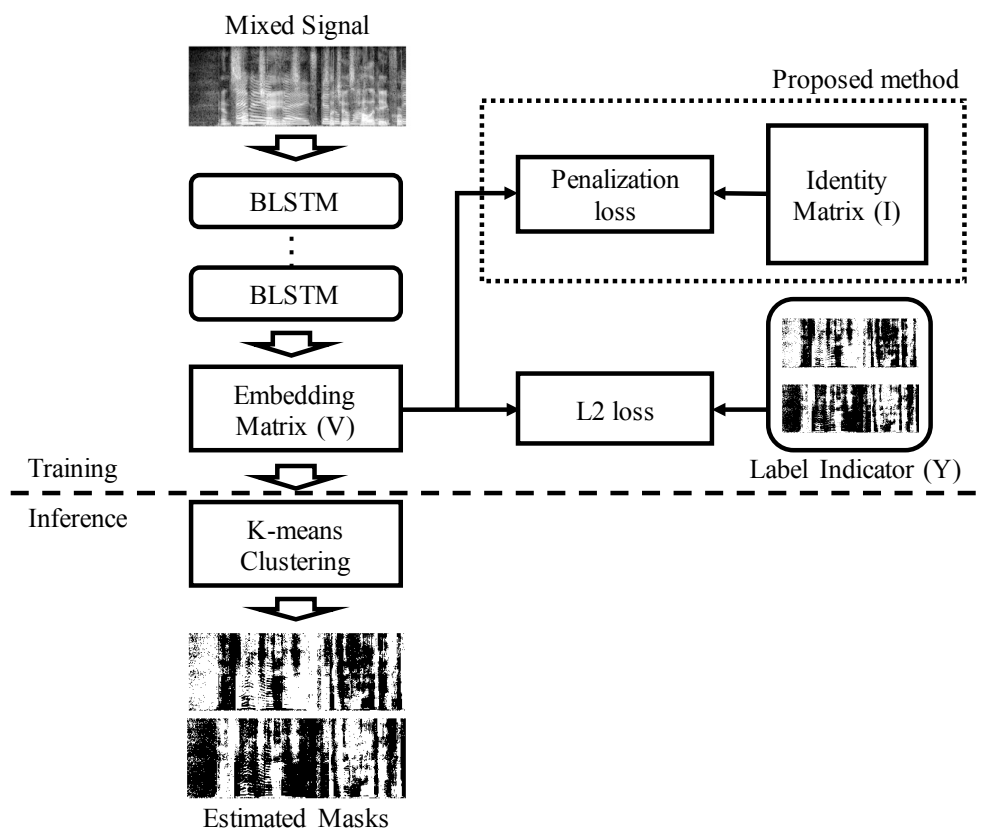 Mixed Signal
Proposed method
BLSTM
BLSTM
Embedding
Matrix (V)
Penalization
loss
Identity
Matrix (I)
L2 loss
Label Indicator (Y)
Training
Inference
K-means
Clustering
Estimated Masks